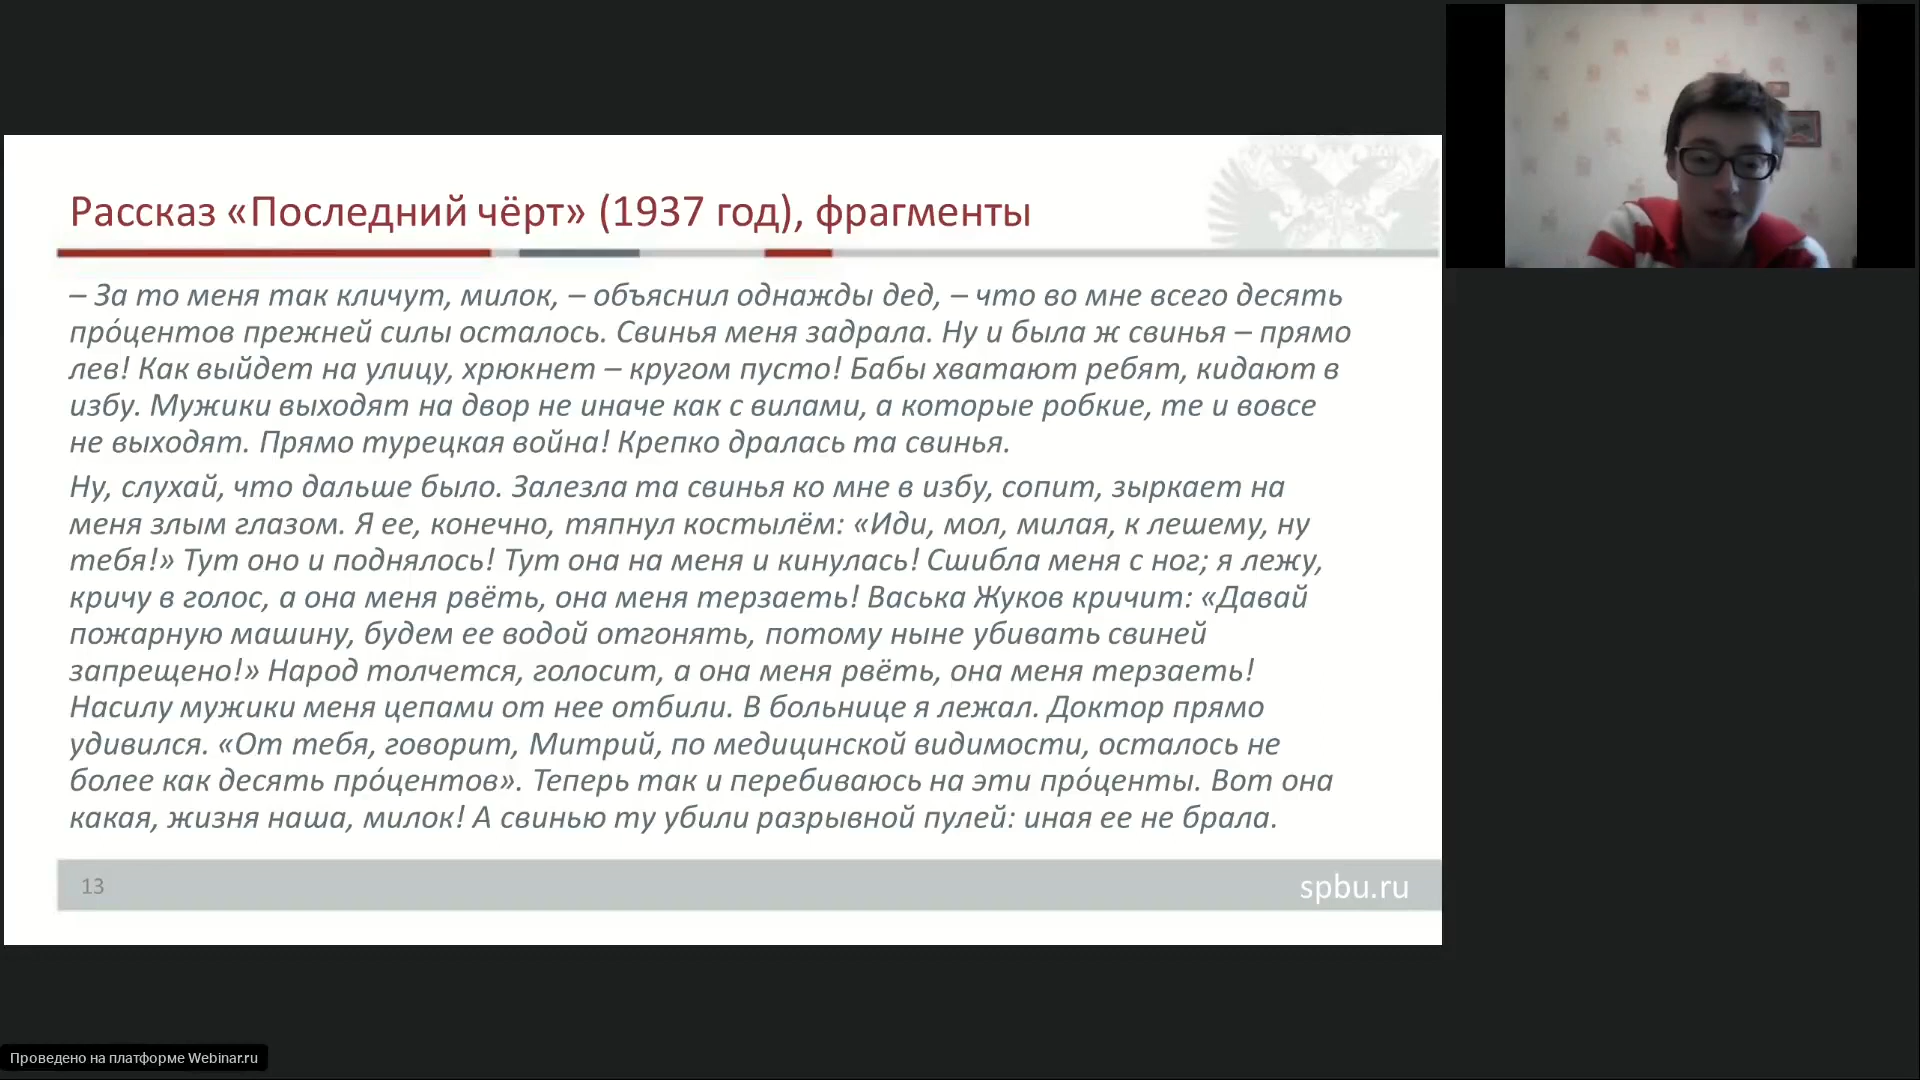 Рассказ «Последний чёрт» (1937 год), фрагменты
– За то меня так кличут, милок, – объяснил однажды дед, – что во мне всего десять
про́центов прежней силы осталось. Свинья меня задрала. Ну и была ж свинья – прямо
лев! Как выйдет на улицу, хрюкнет – кругом пусто! Бабы хватают ребят, кидают в
избу. Мужики выходят на двор не иначе как с вилами, а которые робкие, те и вовсе
не выходят. Прямо турецкая война! Крепко дралась та свинья.
Ну, слухай, что дальше было. Залезла та свинья ко мне в избу, сопит, зыркает на
меня злым глазом. Я ее, конечно, тяпнул костылём: «Иди, мол, милая, к лешему, ну
тебя!» Тут оно и поднялось! Тут она на меня и кинулась! Сшибла меня с ног; я лежу,
кричу в голос, а она меня рвёть, она меня терзаеть! Васька Жуков кричит: «Давай
пожарную машину, будем ее водой отгонять, потому ныне убивать свиней
запрещено!» Народ толчется, голосит, а она меня рвёть, она меня терзаеть!
Насилу мужики меня цепами от нее отбили. В больнице я лежал. Доктор прямо
удивился. «От тебя, говорит, Митрий, по медицинской видимости, осталось не
более как десять про́центов». Теперь так и перебиваюсь на эти про́центы. Вот она
какая, жизня наша, милок! А свинью ту убили разрывной пулей: иная ее не брала.
13
spbu.ru
Проведено на платформе Webinar.ru